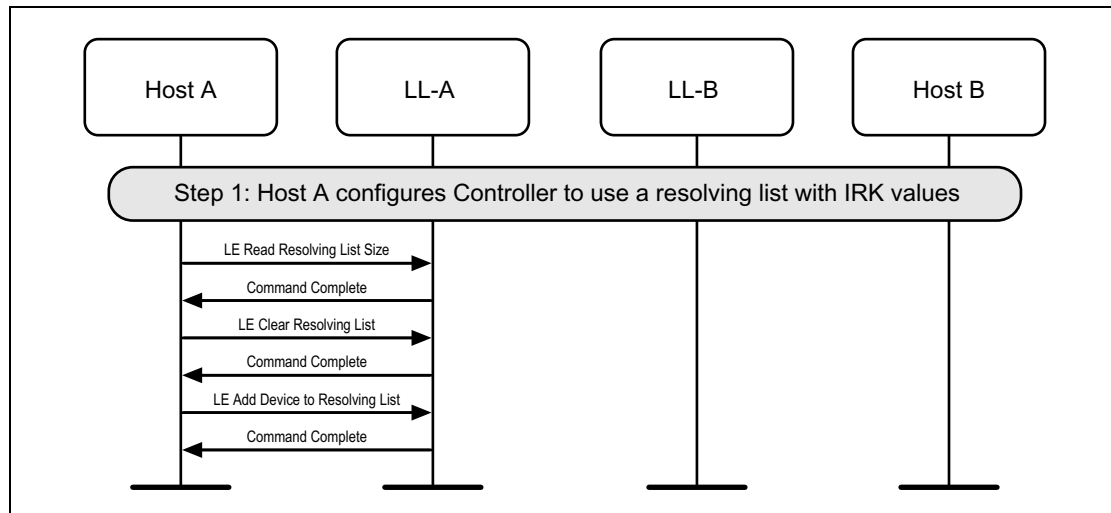 Host A
LL-A
LL-B
Host B
Step 1: Host A configures Controller to use a resolving list with IRK values
LE Read Resolving List Size
Command Complete
LE Clear Resolving List
Command Complete
LE Add Device to Resolving List
Command Complete